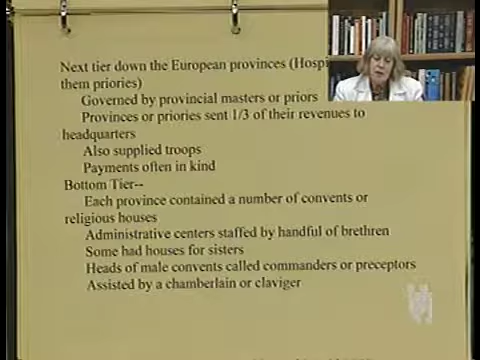 Next tier down the European provinces
them priories)
Governed by provincial masters or priors
Provinces or priories sent 1/3 of their revenues to
headquarters
Also supplied troops
Payments often in kind
Bottom Tier--
Each province contained a number of convents or
religious houses
Administrative centers staffed by handful of brethren
Some had houses for sisters
Heads of male convents called commanders or preceptors
Assisted by a chamberlain or claviger